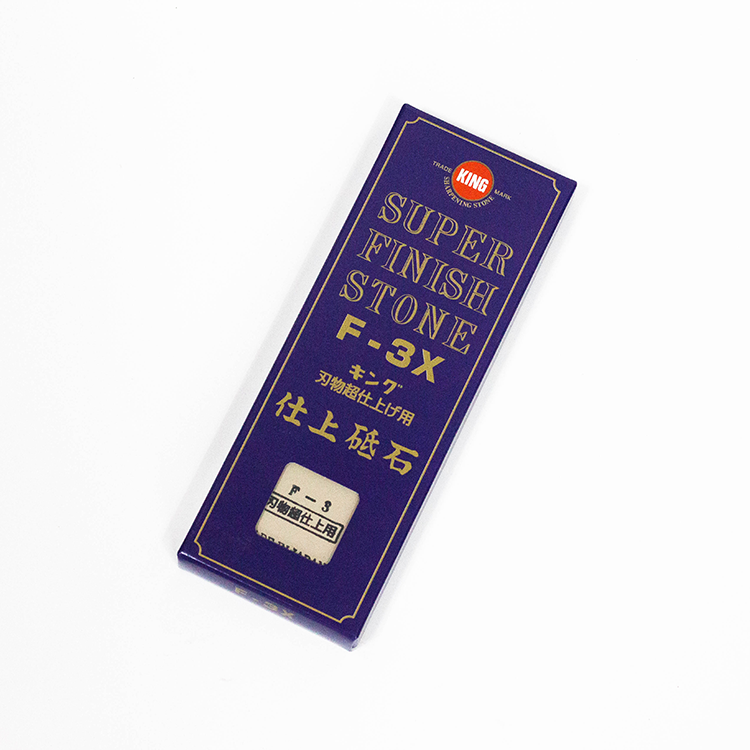 TRADE MARK
KING
SHARPENING STONE
SUPER
FINISH
STONE
F-3X
キング
刃物超仕上げ用
仕上砥石
F-3
刃物超仕上用
F-3X